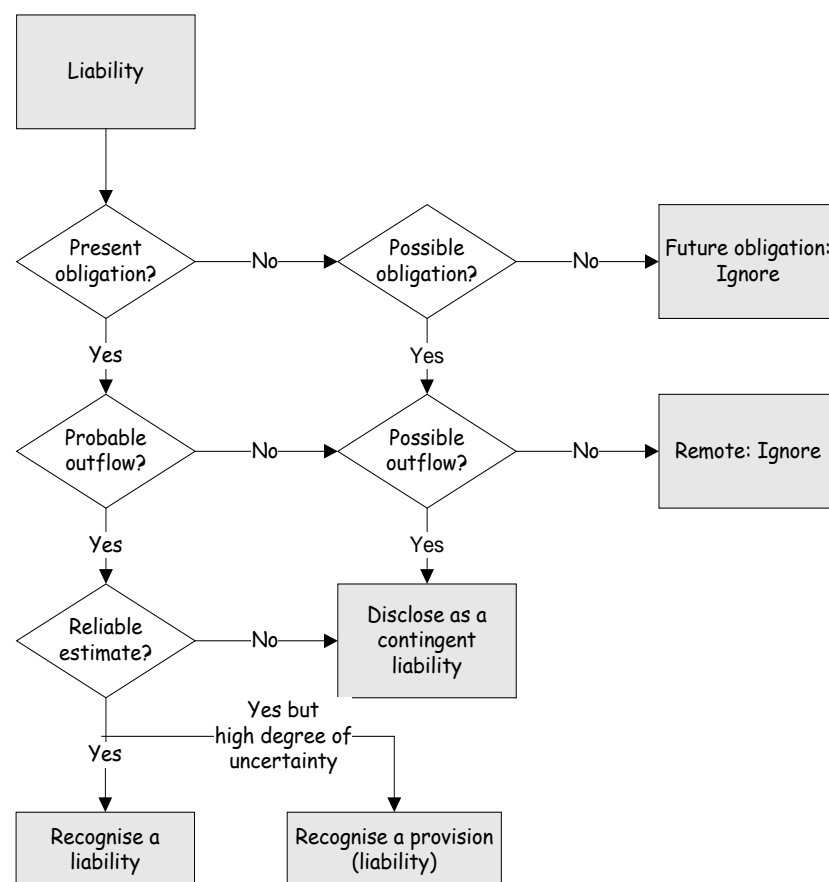 Liability
Present
obligation?
No
Possible
obligation?
No
Future obligation:
Ignore
Yes
Yes
Probable
outflow?
No
Possible
outflow?
No
Remote: Ignore
Yes
Yes
Reliable
estimate?
No
Disclose as a
contingent
liability
Yes
Yes but
high degree of
uncertainty
Recognise a
liability
Recognise a provision
(liability)